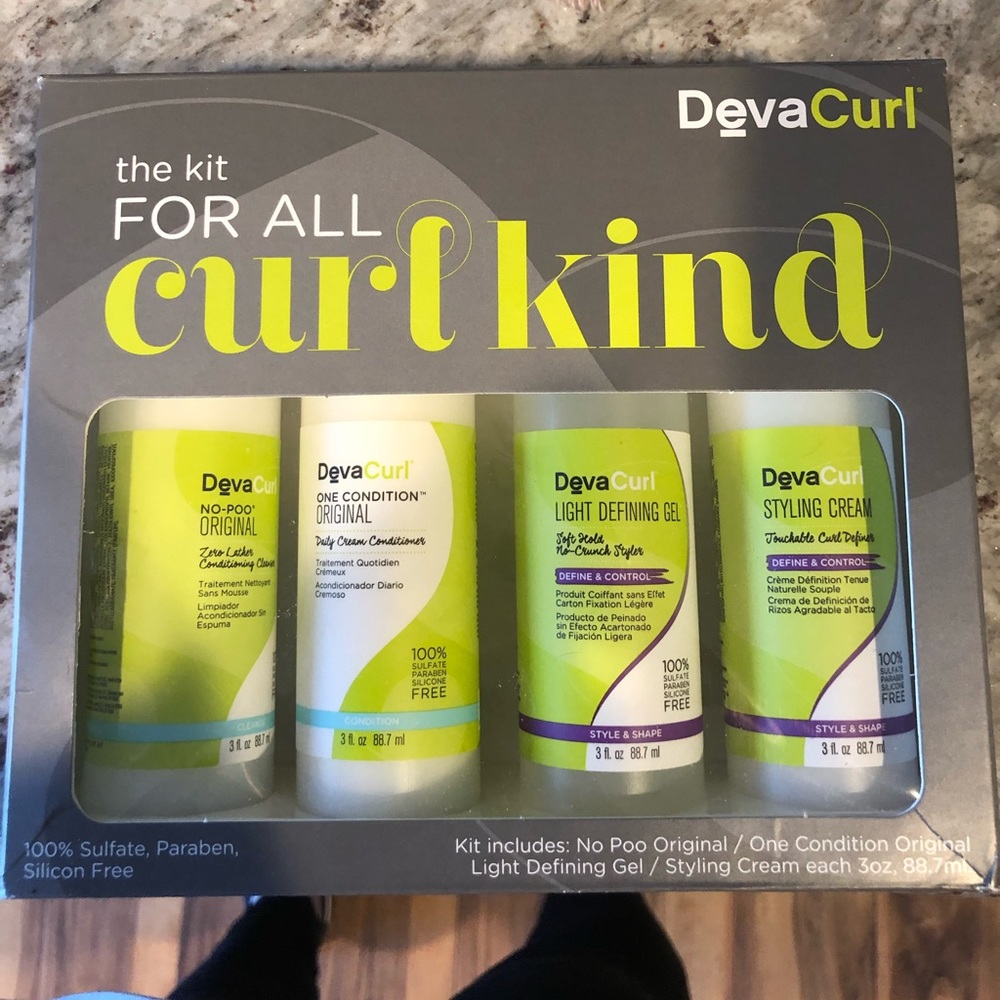 DevaCurl
the kit
FOR ALL
curl kind
DevaCurl
NO-POO®
ORIGINAL
Zero Lather
Conditioning Cleanser
Traitement Nettoyant
Sans Mousse
Limpiador
Acondicionador Sin
Espuma
CLEANSE
3 fl. oz 88.7 ml
DevaCurl®
ONE CONDITION™
ORIGINAL
Daily Cream Conditioner
Traitement Quotidien
Crémeux
Acondicionador Diario
Cremoso
100%
SULFATE
PARABEN
SILICONE
FREE
CONDITION
3 fl. oz 88.7 ml
DevaCurl®
LIGHT DEFINING GEL
Soft Hold
No-Crunch Styler
DEFINE & CONTROL
Produit Coiffant sans Effet
Carton Fixation Légère
Producto de Peinado
sin Efecto Acartonado
de Fijación Ligera
100%
SULFATE
PARABEN
SILICONE
FREE
STYLE & SHAPE
3 fl. oz 88.7 ml
DevaCurl
STYLING CREAM
Touchable Curl Definer
DEFINE & CONTROL
Crème Définition Tenue
Naturelle Souple
Crema de Definición de
Rizos Agradable al Tacto
100%
SULFATE
PARABEN
SILICONE
FREE
STYLE & SHAPE
3 fl. oz 88.7 ml
100% Sulfate, Paraben,
Silicon Free
Kit includes: No Poo Original / One Condition Original
Light Defining Gel / Styling Cream each 3oz, 88.7ml